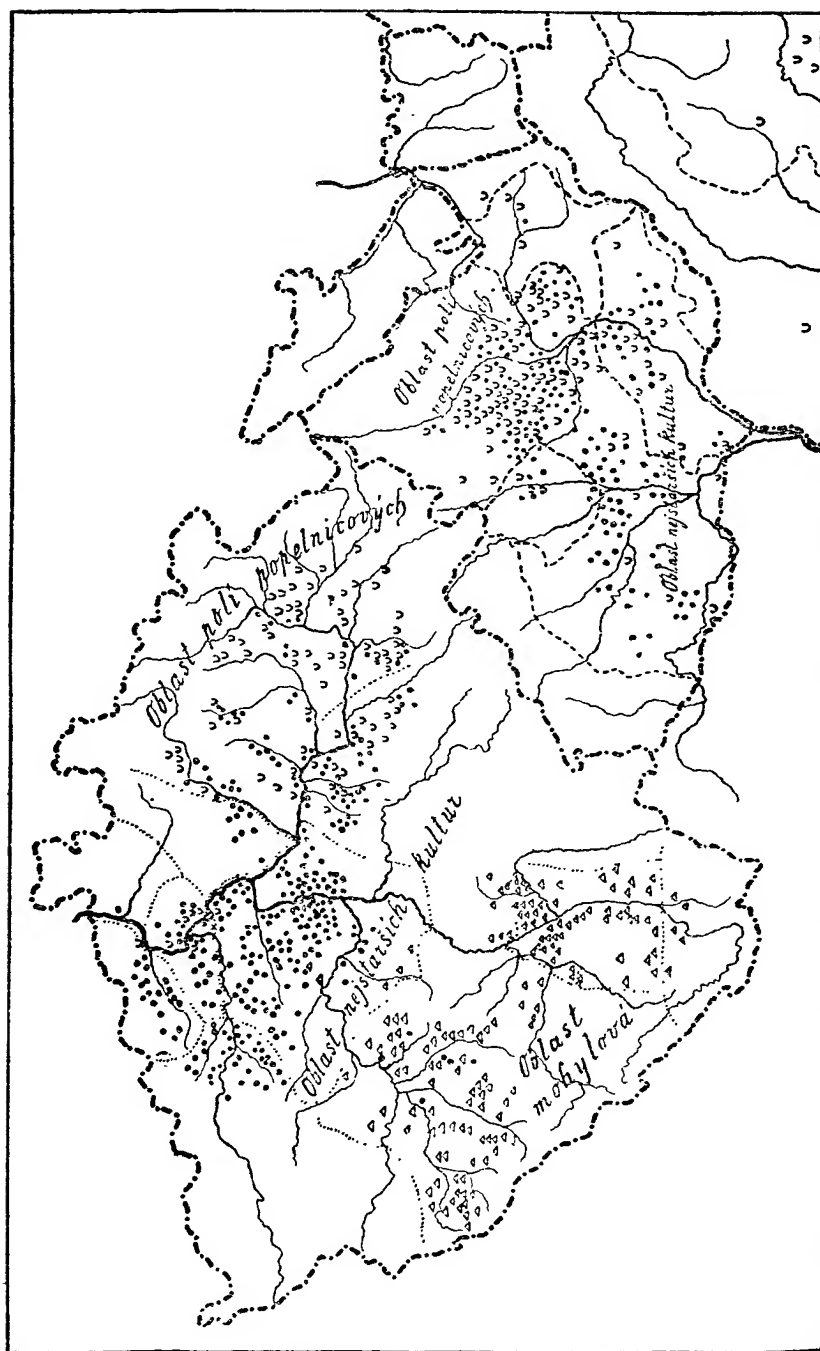 Oblast polí
popelnicových
Oblast nejstarších kultur
Oblast polí popelnicových
Oblast nejstarších kultur
Oblast
mohylová